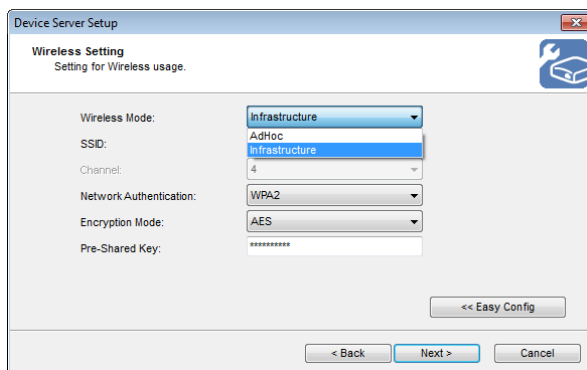 Device Server Setup
Wireless Setting
Setting for Wireless usage.
Wireless Mode: Infrastructure
AdHoc
SSID:
Infrastructure
Channel: 4
Network Authentication: WPA2
Encryption Mode: AES
Pre-Shared Key: **********
<< Easy Config
< Back Next > Cancel